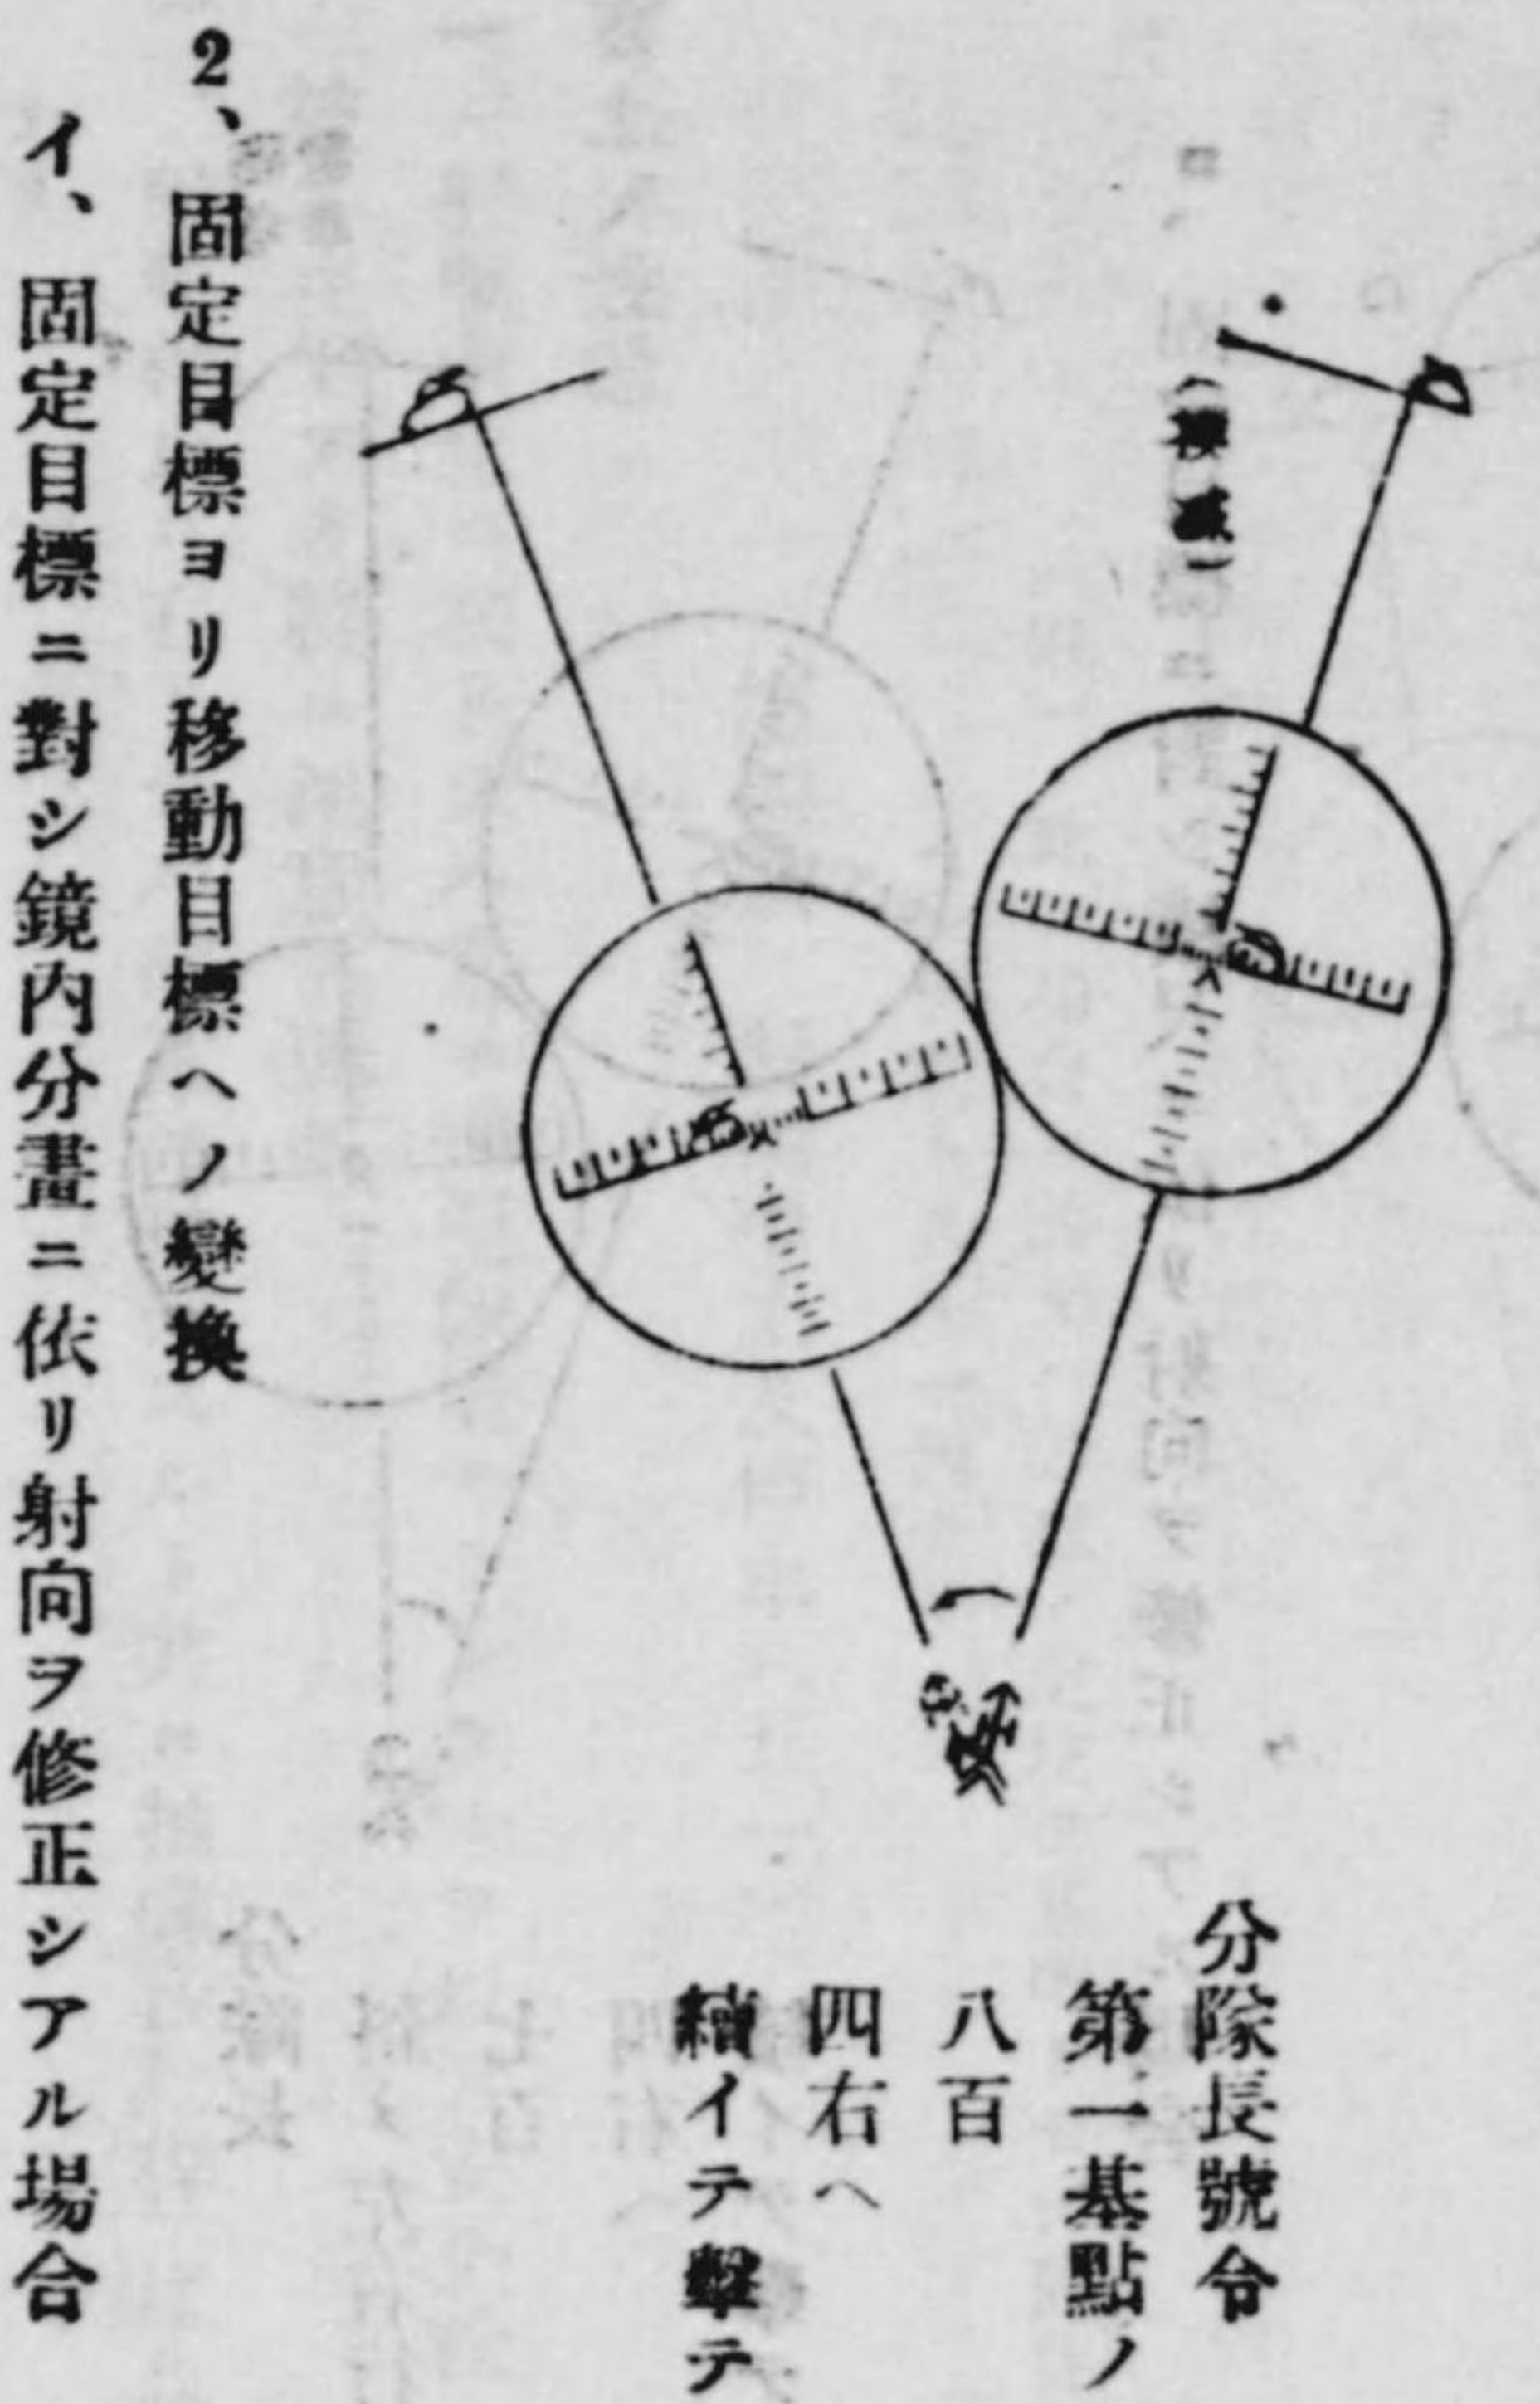 分隊長號令
第一基點ノ
八百
四右ヘ
續イテ擊テ
2、固定目標ヨリ移動目標ヘノ變換
イ、固定目標ニ對シ鏡內分畫ニ依リ射向ヲ修正シアル場合